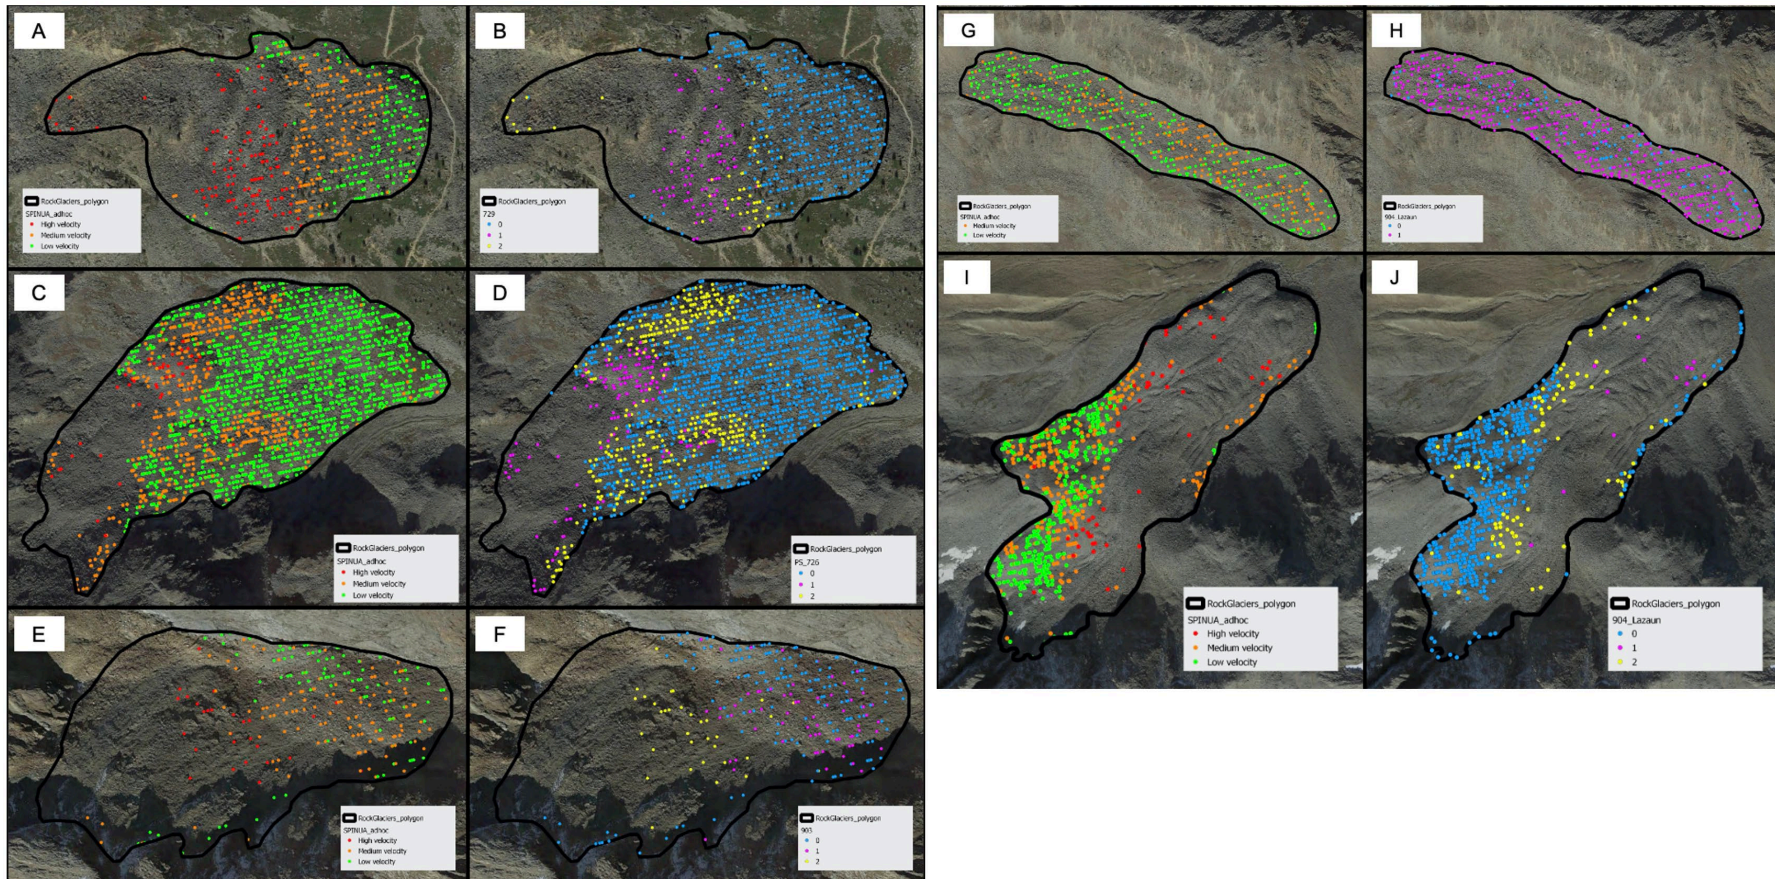 A
RockGlaciers_polygon
SPINUA_adhoc
High velocity
Medium velocity
Low velocity
B
RockGlaciers_polygon
729
0
1
2
C
RockGlaciers_polygon
SPINUA_adhoc
High velocity
Medium velocity
Low velocity
D
RockGlaciers_polygon
PS_726
0
1
2
E
RockGlaciers_polygon
SPINUA_adhoc
High velocity
Medium velocity
Low velocity
F
RockGlaciers_polygon
903
0
1
2
G
RockGlaciers_polygon
SPINUA_adhoc
Medium velocity
Low velocity
H
RockGlaciers_polygon
904_Lazaun
0
1
I
RockGlaciers_polygon
SPINUA_adhoc
High velocity
Medium velocity
Low velocity
J
RockGlaciers_polygon
904_Lazaun
0
1
2